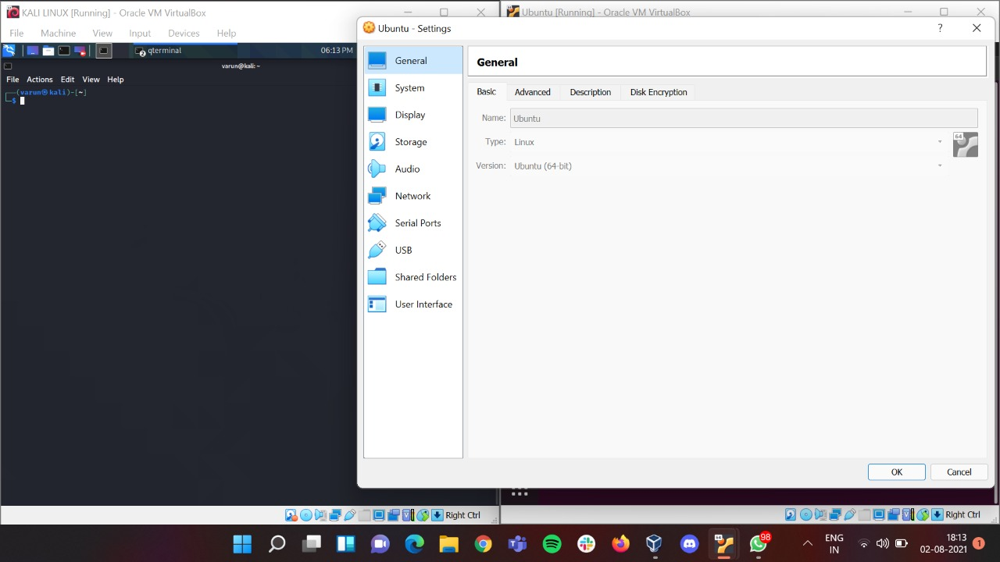 KALI LINUX [Running] - Oracle VM VirtualBox
File Machine View Input Devices Help
2 qterminal 06:13 PM
varun@kali: ~
File Actions Edit View Help
(varun㉿kali)-[~]
$
Right Ctrl
Ubuntu [Running] - Oracle VM VirtualBox
Ubuntu - Settings ?
General
System
Display
Storage
Audio
Network
Serial Ports
USB
Shared Folders
User Interface
General
Basic Advanced Description Disk Encryption
Name: Ubuntu
Type: Linux
64
Version: Ubuntu (64-bit)
OK Cancel
Right Ctrl
98
ENG
IN
18:13
02-08-2021
1